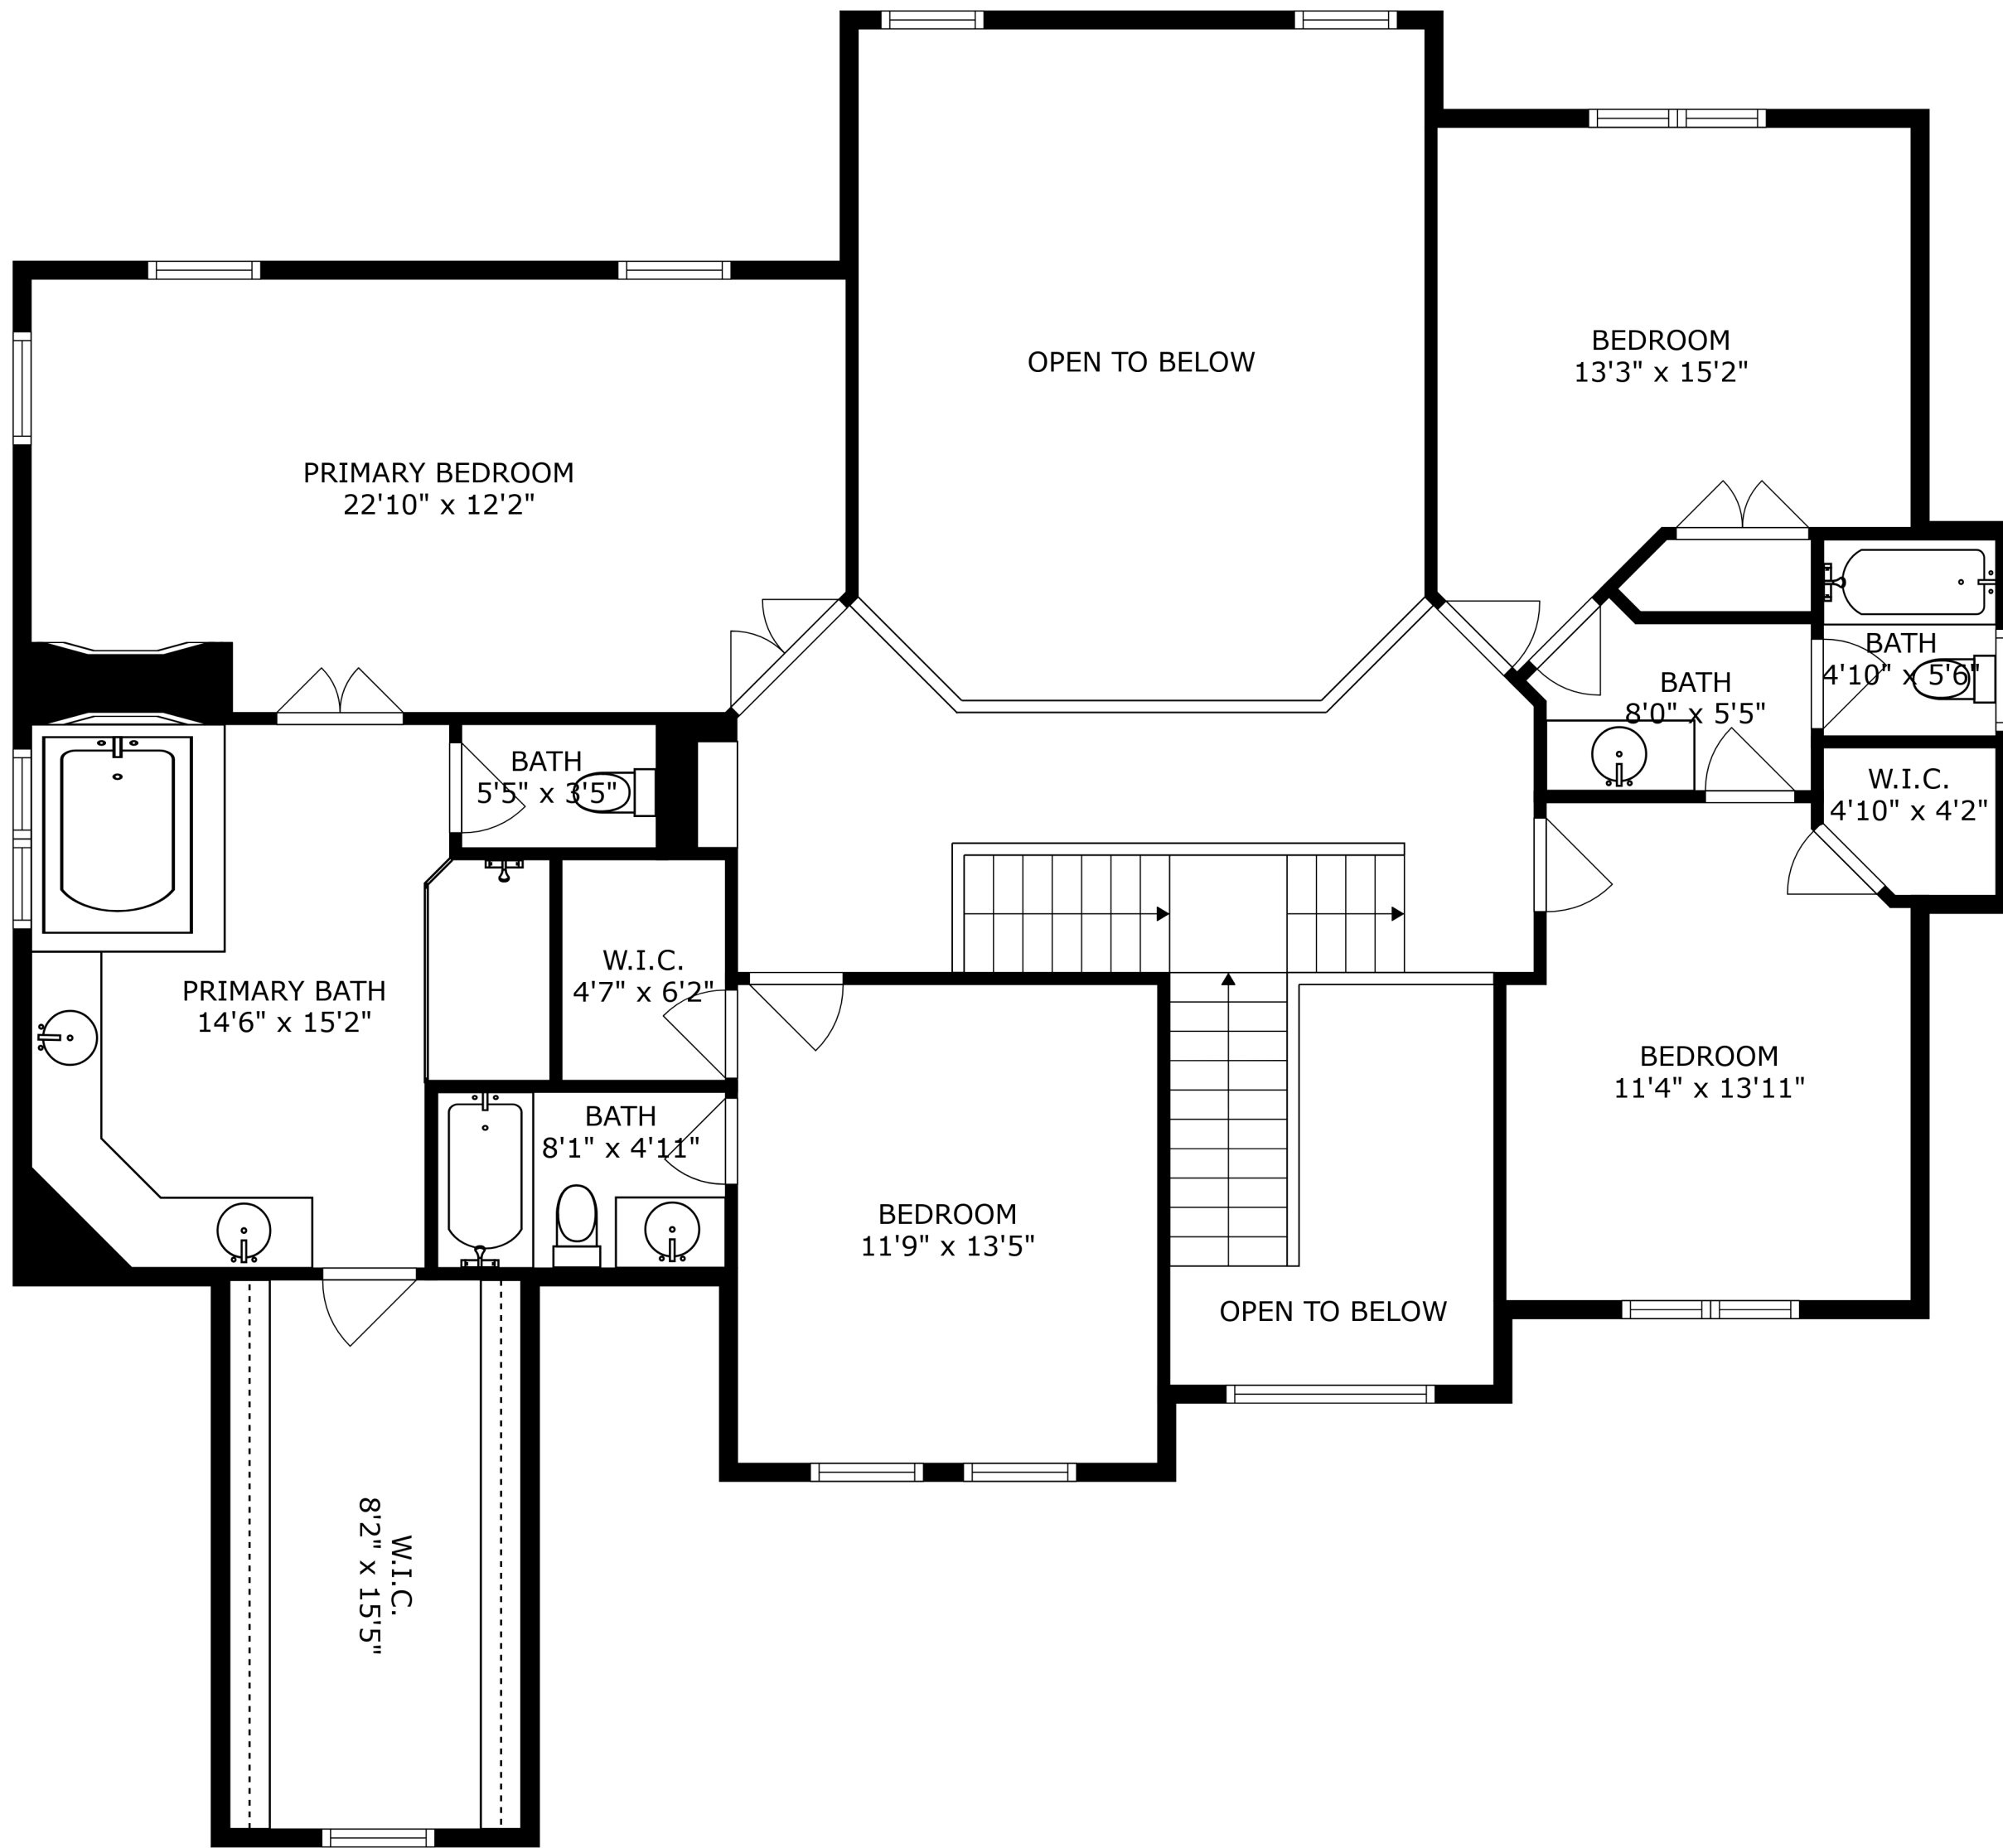 OPEN TO BELOW
BEDROOM
13'3" x 15'2"
PRIMARY BEDROOM
22'10" x 12'2"
BATH
4'10" x 5'6"
BATH
8'0" x 5'5"
BATH
5'5" x 3'5"
W.I.C.
4'10" x 4'2"
W.I.C.
4'7" x 6'2"
PRIMARY BATH
14'6" x 15'2"
BEDROOM
11'4" x 13'11"
BATH
8'1" x 4'11"
BEDROOM
11'9" x 13'5"
OPEN TO BELOW
W.I.C.
8'2" x 15'5"